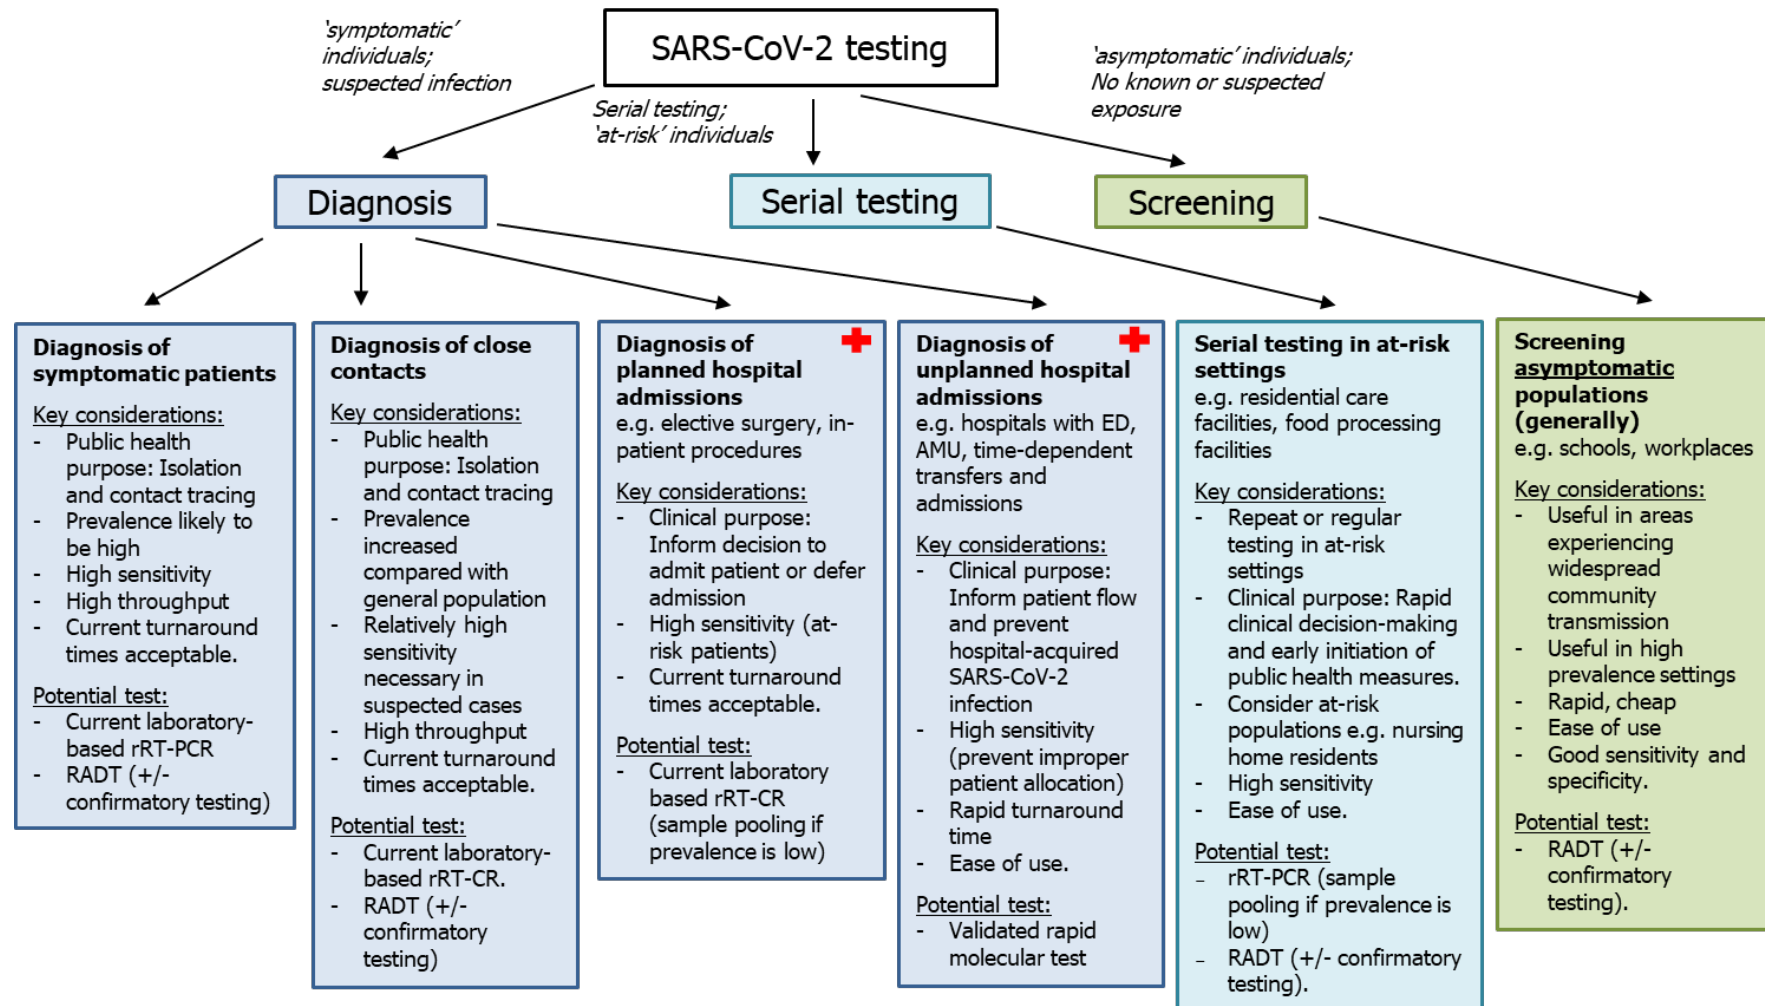 SARS-CoV-2 testing
‘symptomatic’
individuals;
suspected infection
Serial testing;
‘at-risk’ individuals
‘asymptomatic’ individuals;
No known or suspected
exposure
Diagnosis
Serial testing
Screening
Diagnosis of
symptomatic patients
Key considerations:
- Public health
purpose: Isolation
and contact tracing
- Prevalence likely to
be high
- High sensitivity
- High throughput
- Current turnaround
times acceptable.
Potential test:
- Current laboratory-
based rRT-PCR
- RADT (+/-
confirmatory testing)
Diagnosis of close
contacts
Key considerations:
- Public health
purpose: Isolation
and contact tracing
- Prevalence
increased
compared with
general population
- Relatively high
sensitivity
necessary in
suspected cases
- High throughput
- Current turnaround
times acceptable.
Potential test:
- Current laboratory-
based rRT-CR.
- RADT (+/-
confirmatory
testing)
Diagnosis of
planned hospital
admissions
e.g. elective surgery, in-
patient procedures
Key considerations:
- Clinical purpose:
Inform decision to
admit patient or defer
admission
- High sensitivity (at-
risk patients)
- Current turnaround
times acceptable.
Potential test:
- Current laboratory
based rRT-CR
(sample pooling if
prevalence is low)
Diagnosis of
unplanned hospital
admissions
e.g. hospitals with ED,
AMU, time-dependent
transfers and
admissions
Key considerations:
- Clinical purpose:
Inform patient flow
and prevent
hospital-acquired
SARS-CoV-2
infection
- High sensitivity
(prevent improper
patient allocation)
- Rapid turnaround
time
- Ease of use.
Potential test:
- Validated rapid
molecular test
Serial testing in at-risk
settings
e.g. residential care
facilities, food processing
facilities
Key considerations:
- Repeat or regular
testing in at-risk
settings
- Clinical purpose: Rapid
clinical decision-making
and early initiation of
public health measures.
- Consider at-risk
populations e.g. nursing
home residents
- High sensitivity
- Ease of use.
Potential test:
- rRT-PCR (sample
pooling if prevalence is
low)
- RADT (+/- confirmatory
testing).
Screening
asymptomatic
populations
(generally)
e.g. schools, workplaces
Key considerations:
- Useful in areas
experiencing
widespread
community
transmission
- Useful in high
prevalence settings
- Rapid, cheap
- Ease of use
- Good sensitivity and
specificity.
Potential test:
- RADT (+/-
confirmatory
testing).